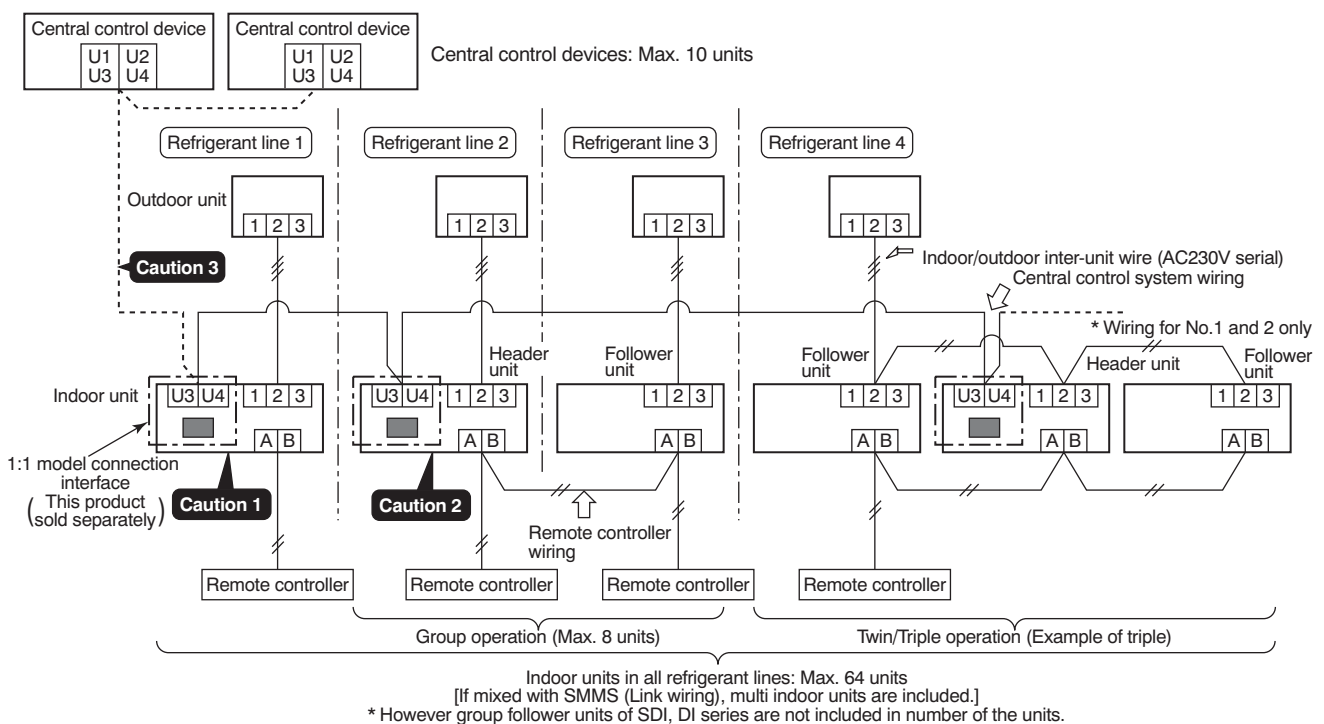 Central control device
Central control device
U1 U2
U3 U4
U1 U2
U3 U4
Central control devices: Max. 10 units
Refrigerant line 1
Refrigerant line 2
Refrigerant line 3
Refrigerant line 4
Outdoor unit
1 2 3
1 2 3
1 2 3
1 2 3
Caution 3
Indoor/outdoor inter-unit wire (AC230V serial)
Central control system wiring
* Wiring for No.1 and 2 only
Header
unit
Follower
unit
Follower
unit
Header unit
Follower
unit
Indoor unit
U3 U4
1 2 3
U3 U4
1 2 3
1 2 3
1 2 3
U3 U4
1 2 3
1 2 3
A B
A B
A B
A B
A B
A B
1:1 model connection
interface
(This product
sold separately)
Caution 1
Caution 2
Remote controller
wiring
Remote controller
Remote controller
Remote controller
Remote controller
Group operation (Max. 8 units)
Twin/Triple operation (Example of triple)
Indoor units in all refrigerant lines: Max. 64 units
[If mixed with SMMS (Link wiring), multi indoor units are included.]
* However group follower units of SDI, DI series are not included in number of the units.